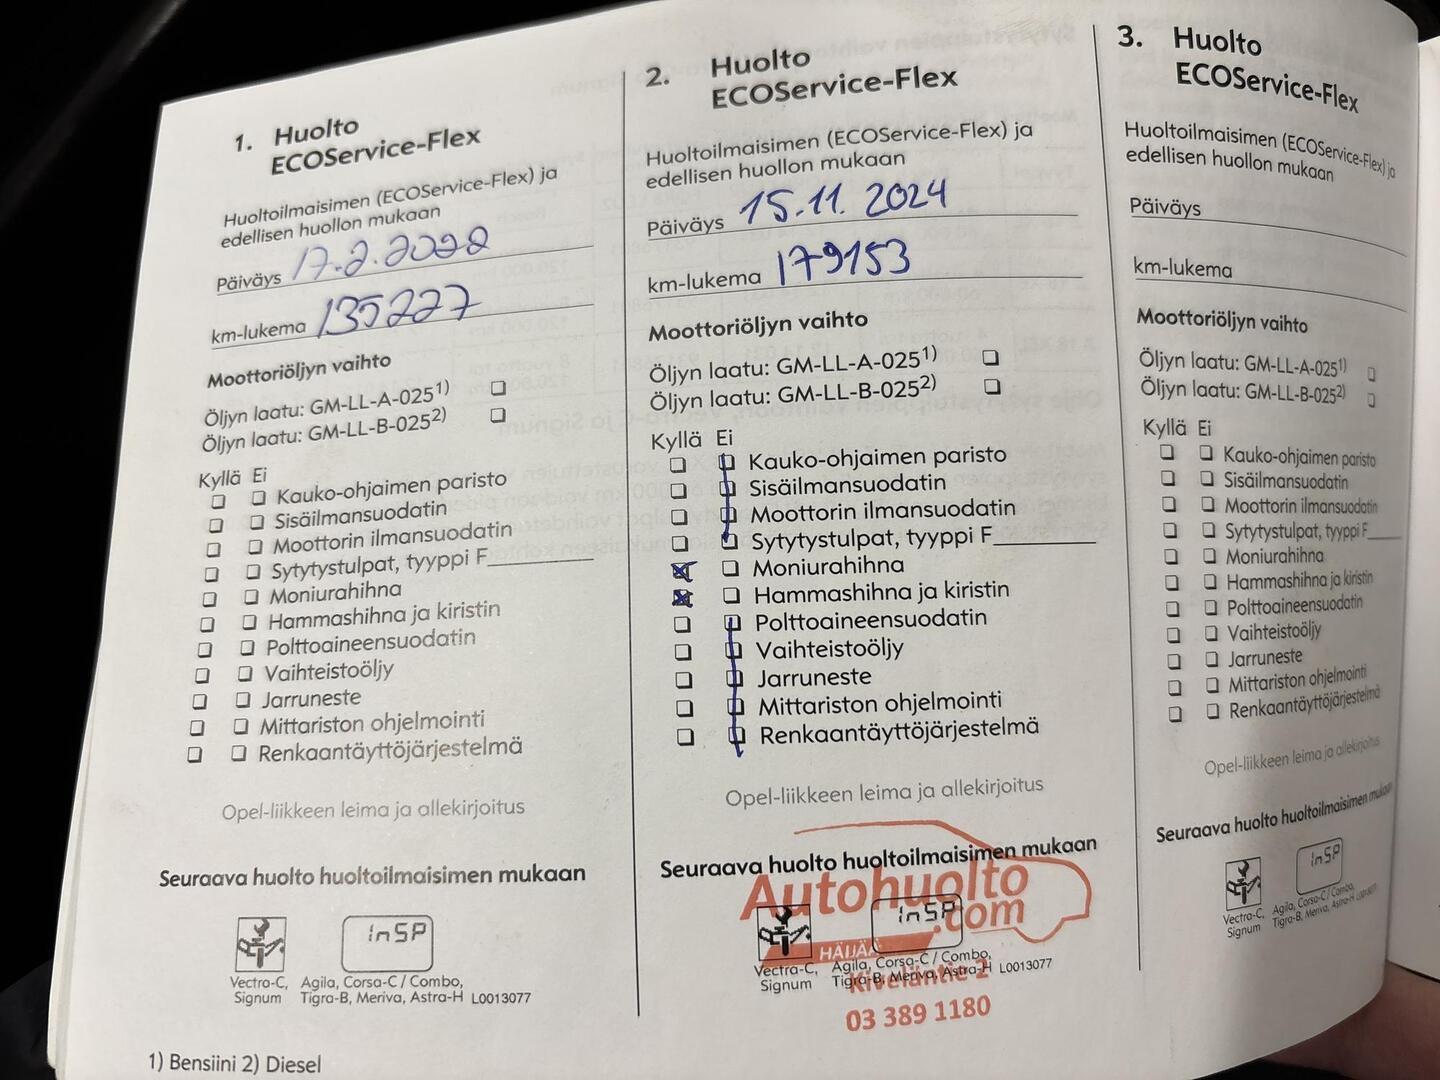 1. Huolto
ECOService-Flex
Huoltoilmaisimen (ECOService-Flex) ja
edellisen huollon mukaan
Päiväys 17.2.2022
km-lukema 135227
Moottoriöljyn vaihto
Öljyn laatu: GM-LL-A-025¹⁾
Öljyn laatu: GM-LL-B-025²⁾
Kyllä Ei
Kauko-ohjaimen paristo
Sisäilmansuodatin
Moottorin ilmansuodatin
Sytytystulpat, tyyppi F
Moniurahihna
Hammashihna ja kiristin
Polttoaineensuodatin
Vaihteistoöljy
Jarruneste
Mittariston ohjelmointi
Renkaantäyttöjärjestelmä
Opel-liikkeen leima ja allekirjoitus
Seuraava huolto huoltoilmaisimen mukaan
InSP
Vectra-C, Agila, Corsa-C / Combo,
Signum Tigra-B, Meriva, Astra-H L0013077
1) Bensiini 2) Diesel
2. Huolto
ECOService-Flex
Huoltoilmaisimen (ECOService-Flex) ja
edellisen huollon mukaan
Päiväys 15.11.2024
km-lukema 179153
Moottoriöljyn vaihto
Öljyn laatu: GM-LL-A-025¹⁾
Öljyn laatu: GM-LL-B-025²⁾
Kyllä Ei
Kauko-ohjaimen paristo
Sisäilmansuodatin
Moottorin ilmansuodatin
Sytytystulpat, tyyppi F
Moniurahihna
Hammashihna ja kiristin
Polttoaineensuodatin
Vaihteistoöljy
Jarruneste
Mittariston ohjelmointi
Renkaantäyttöjärjestelmä
Opel-liikkeen leima ja allekirjoitus
Seuraava huolto huoltoilmaisimen mukaan
Autohuolto
.com
InSP
HÄIJÄÄ
Vectra-C, Agila, Corsa-C / Combo,
Signum Tigra-B, Meriva, Astra-H L0013077
Kiveläntie 2
03 389 1180
3. Huolto
ECOService-Flex
Huoltoilmaisimen (ECOService-Flex) ja
edellisen huollon mukaan
Päiväys
km-lukema
Moottoriöljyn vaihto
Öljyn laatu: GM-LL-A-025¹⁾
Öljyn laatu: GM-LL-B-025²⁾
Kyllä Ei
Kauko-ohjaimen paristo
Sisäilmansuodatin
Moottorin ilmansuodatin
Sytytystulpat, tyyppi F
Moniurahihna
Hammashihna ja kiristin
Polttoaineensuodatin
Vaihteistoöljy
Jarruneste
Mittariston ohjelmointi
Renkaantäyttöjärjestelmä
Opel-liikkeen leima ja allekirjoitus
Seuraava huolto huoltoilmaisimen mukaan
InSP
Vectra-C, Agila, Corsa-C / Combo,
Signum Tigra-B, Meriva, Astra-H L0013077